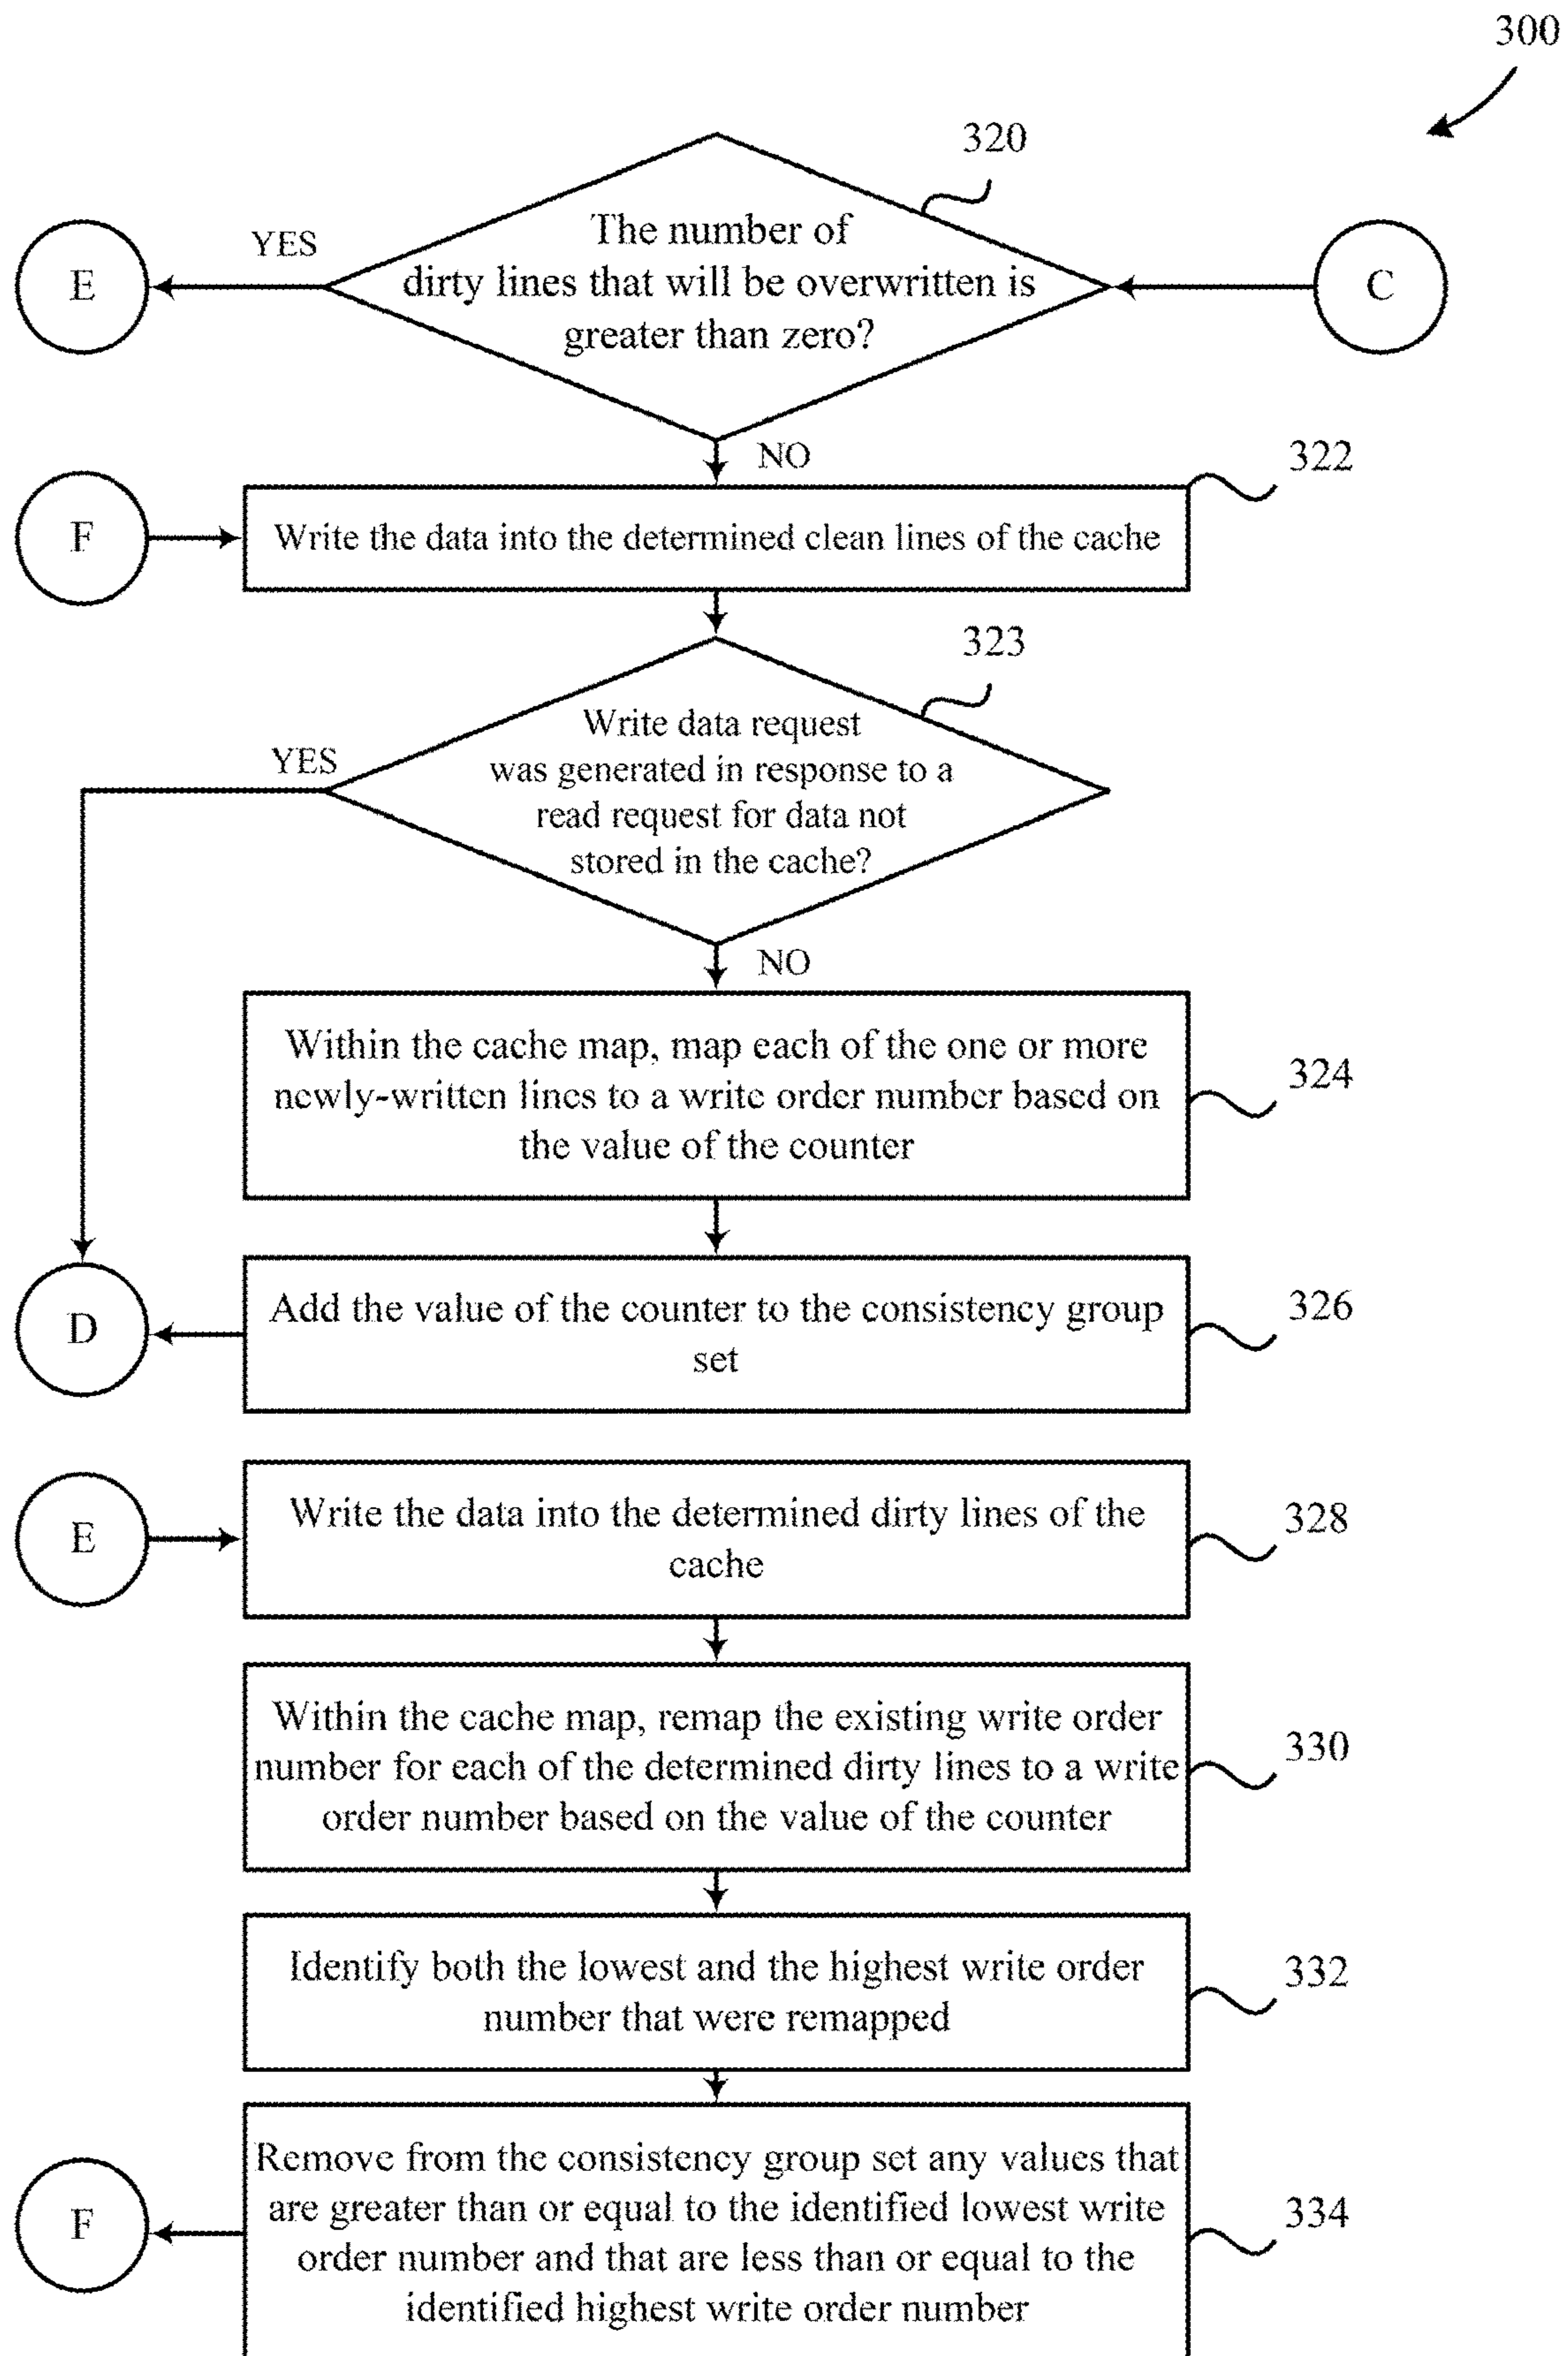 300
320
The number of
dirty lines that will be overwritten is
greater than zero?
YES
E
C
NO
322
F
Write the data into the determined clean lines of the cache
323
Write data request
was generated in response to a
read request for data not
stored in the cache?
YES
NO
Within the cache map, map each of the one or more
newly-written lines to a write order number based on
the value of the counter
324
Add the value of the counter to the consistency group
set
326
D
E
Write the data into the determined dirty lines of the
cache
328
Within the cache map, remap the existing write order
number for each of the determined dirty lines to a write
order number based on the value of the counter
330
Identify both the lowest and the highest write order
number that were remapped
332
Remove from the consistency group set any values that
are greater than or equal to the identified lowest write
order number and that are less than or equal to the
identified highest write order number
334
F